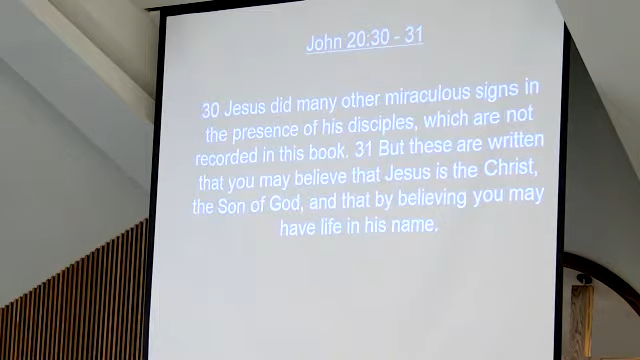 John 20:30 - 31
30 Jesus did many other miraculous signs in
the presence of his disciples, which are not
recorded in this book. 31 But these are written
that you may believe that Jesus is the Christ,
the Son of God, and that by believing you may
have life in his name.